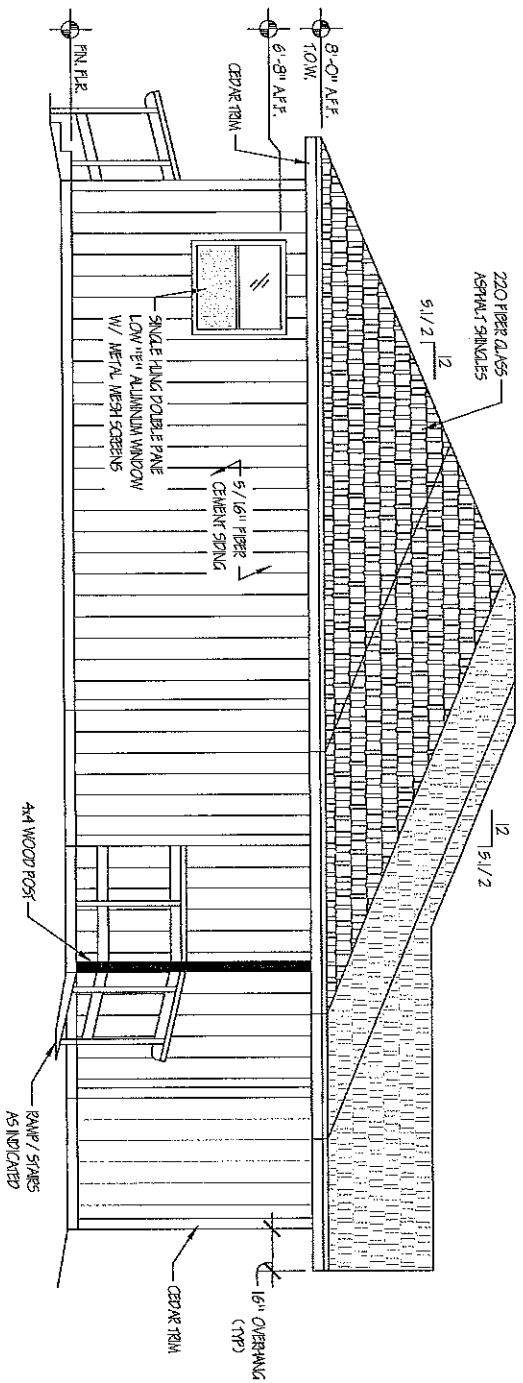 8'-0" A.F.F.
T.O.W.
6'-8" A.F.F.
FIN. FLR.
CEDAR TRIM
220 FIBER GLASS
ASPHALT SHINGLES
12
5.1/2
12
5.1/2
SINGLE HUNG DOUBLE PANE
LOW "E" ALUMINUM WINDOW
W/ METAL MESH SCREENS
5/16" FIBER
CEMENT SIDING
4x4 WOOD POST
RAMP / STAIRS
AS INDICATED
CEDAR TRIM
16" OVERHANG
(TYP)